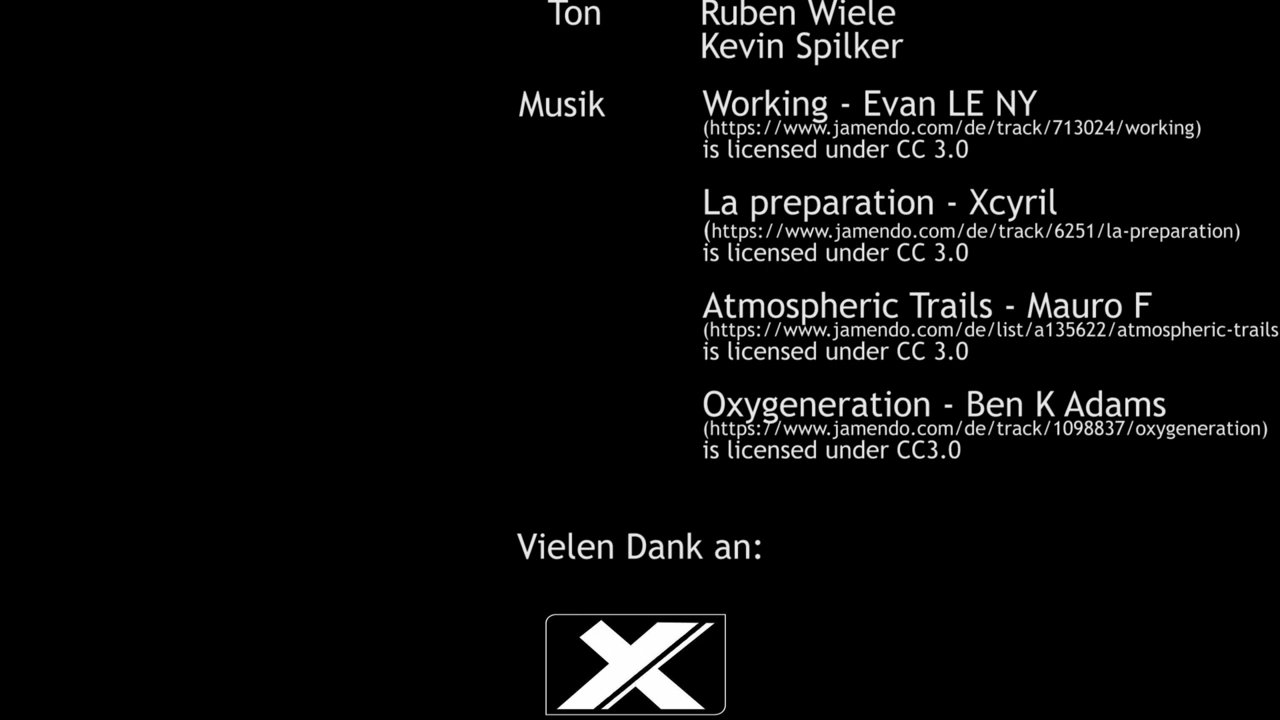 Ton Ruben Wiele
Kevin Spilker
Musik Working - Evan LE NY
(https://www.jamendo.com/de/track/713024/working)
is licensed under CC 3.0
La preparation - Xcyril
(https://www.jamendo.com/de/track/6251/la-preparation)
is licensed under CC 3.0
Atmospheric Trails - Mauro F
(https://www.jamendo.com/de/list/a135622/atmospheric-trails
is licensed under CC 3.0
Oxygeneration - Ben K Adams
(https://www.jamendo.com/de/track/1098837/oxygeneration)
is licensed under CC3.0
Vielen Dank an:
X